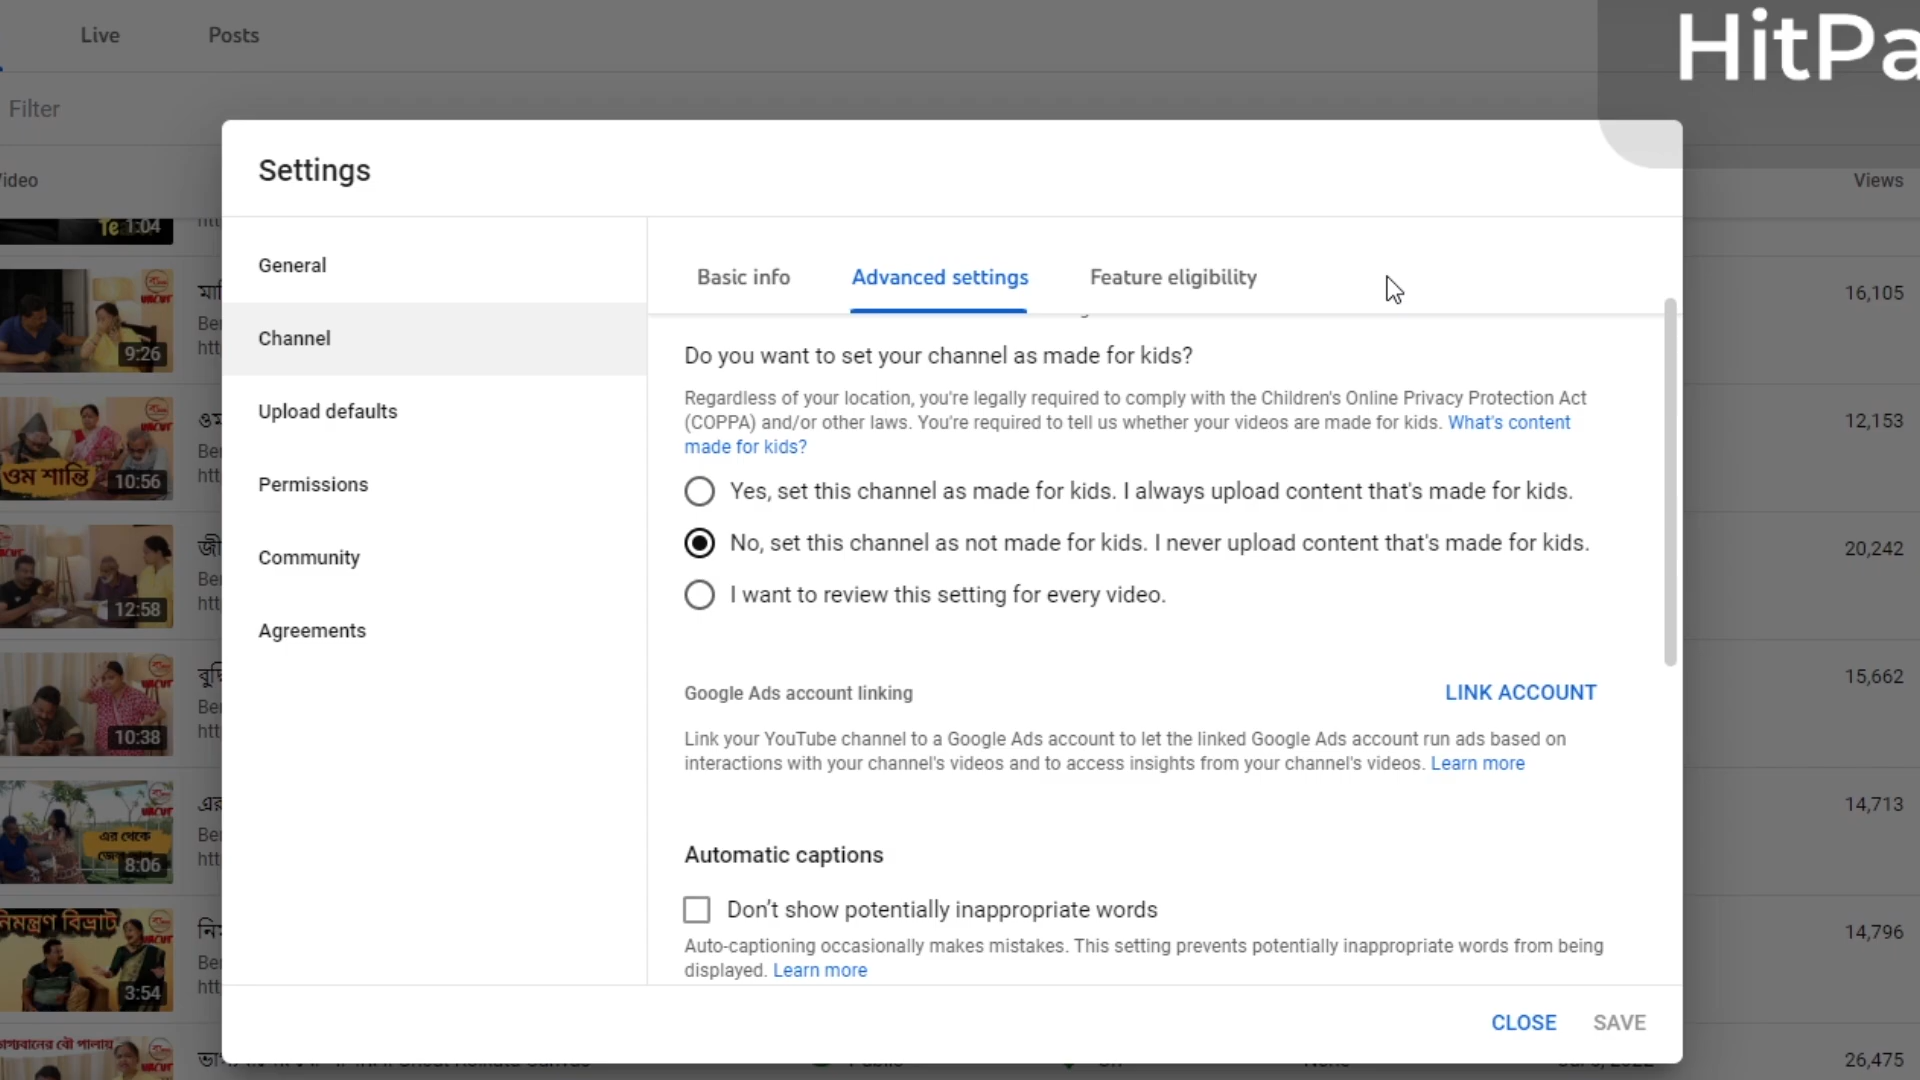 Live
Posts
HitPa
Filter
Video
Views
Settings
General
Channel
Upload defaults
Permissions
Community
Agreements
Basic info
Advanced settings
Feature eligibility
Do you want to set your channel as made for kids?
Regardless of your location, you're legally required to comply with the Children's Online Privacy Protection Act
(COPPA) and/or other laws. You're required to tell us whether your videos are made for kids. What's content
made for kids?
Yes, set this channel as made for kids. I always upload content that's made for kids.
No, set this channel as not made for kids. I never upload content that's made for kids.
I want to review this setting for every video.
Google Ads account linking
LINK ACCOUNT
Link your YouTube channel to a Google Ads account to let the linked Google Ads account run ads based on
interactions with your channel's videos and to access insights from your channel's videos. Learn more
Automatic captions
Don't show potentially inappropriate words
Auto-captioning occasionally makes mistakes. This setting prevents potentially inappropriate words from being
displayed. Learn more
CLOSE
SAVE
1:04
9:26
16,105
ওম শান্তি
10:56
12,153
12:58
20,242
10:38
15,662
এর থেকে
8:06
14,713
নিমন্ত্রণ বিভ্রাট
3:54
14,796
26,475